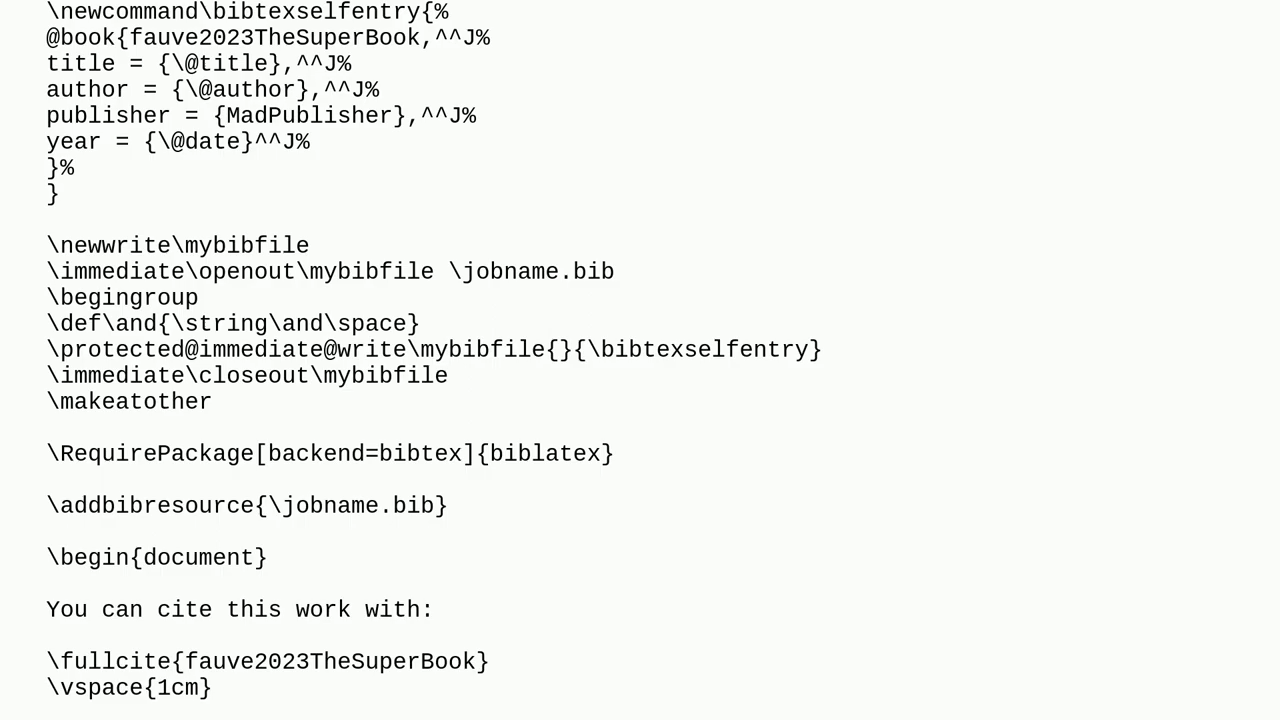 \newcommand\bibtexselfentry{%
@book{fauve2023TheSuperBook,^^J%
title = {\@title},^^J%
author = {\@author},^^J%
publisher = {MadPublisher},^^J%
year = {\@date}^^J%
}%
}
\newwrite\mybibfile
\immediate\openout\mybibfile \jobname.bib
\begingroup
\def\and{\string\and\space}
\protected@immediate@write\mybibfile{}{\bibtexselfentry}
\immediate\closeout\mybibfile
\makeatother
\RequirePackage[backend=bibtex]{biblatex}
\addbibresource{\jobname.bib}
\begin{document}
You can cite this work with:
\fullcite{fauve2023TheSuperBook}
\vspace{1cm}